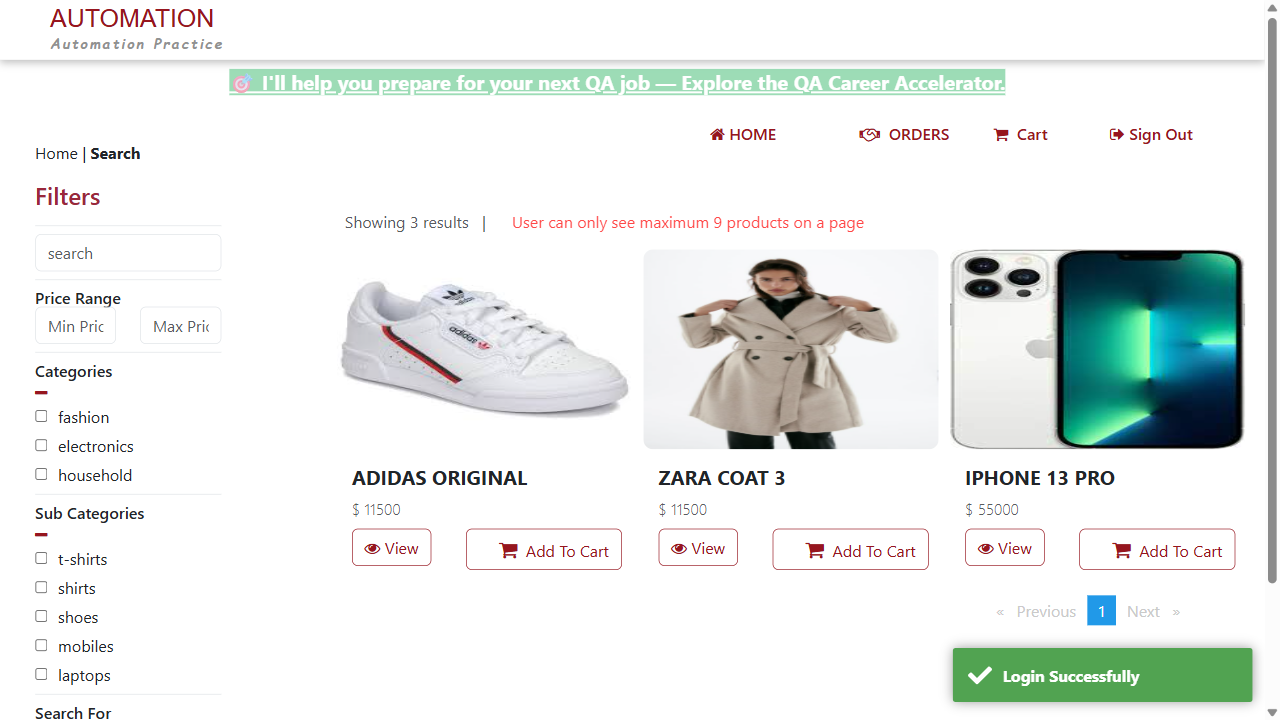 AUTOMATION
Automation Practice
🎯 I'll help you prepare for your next QA job — Explore the QA Career Accelerator.
HOME ORDERS Cart Sign Out
Home | Search
Filters
Showing 3 results | User can only see maximum 9 products on a page
search
Price Range
Min Pric Max Pric
Categories
fashion
electronics
household
Sub Categories
t-shirts
shirts
shoes
mobiles
laptops
Search For
adidas
ADIDAS ORIGINAL
$ 11500
View Add To Cart
ZARA COAT 3
$ 11500
View Add To Cart
IPHONE 13 PRO
$ 55000
View Add To Cart
« Previous 1 Next »
Login Successfully